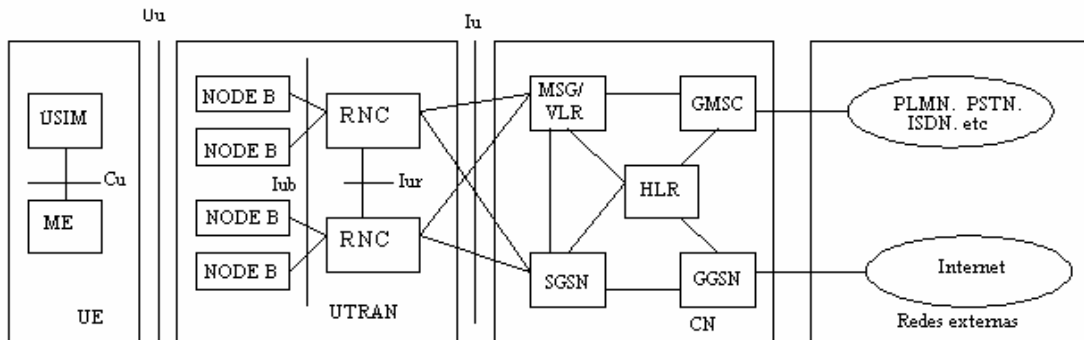 Uu
Iu
USIM
Cu
ME
UE
NODE B
NODE B
NODE B
NODE B
Iub
RNC
Iur
RNC
UTRAN
MSG/
VLR
GMSC
HLR
SGSN
GGSN
CN
PLMN. PSTN.
ISDN. etc
Internet
Redes externas